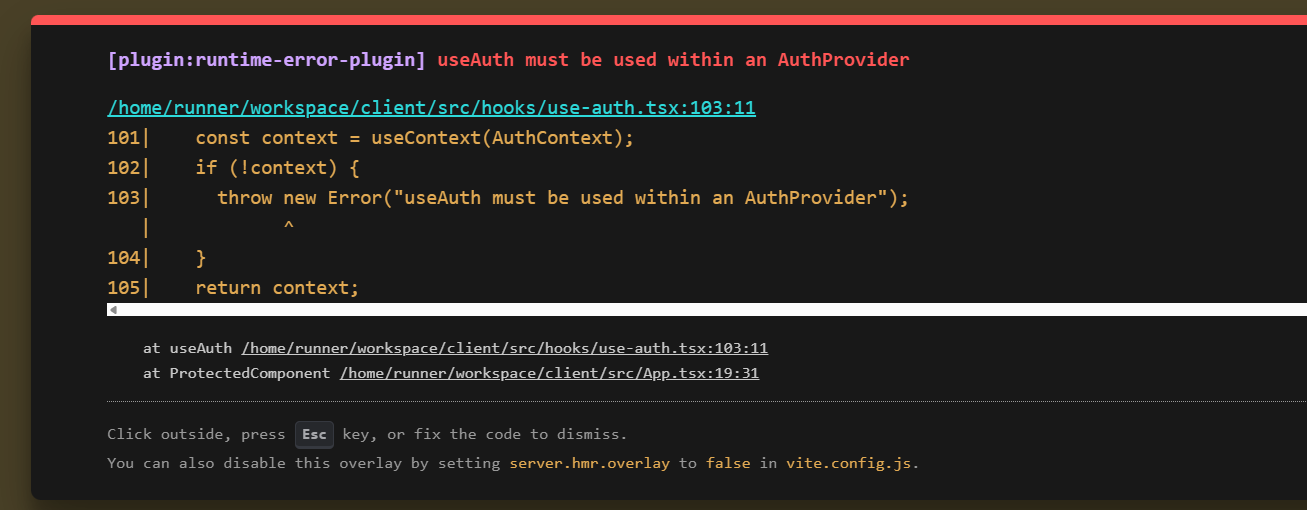 [plugin:runtime-error-plugin] useAuth must be used within an AuthProvider
/home/runner/workspace/client/src/hooks/use-auth.tsx:103:11
101|    const context = useContext(AuthContext);
102|    if (!context) {
103|      throw new Error("useAuth must be used within an AuthProvider");
   |            ^
104|    }
105|    return context;
at useAuth /home/runner/workspace/client/src/hooks/use-auth.tsx:103:11
at ProtectedComponent /home/runner/workspace/client/src/App.tsx:19:31
Click outside, press Esc key, or fix the code to dismiss.
You can also disable this overlay by setting server.hmr.overlay to false in vite.config.js.